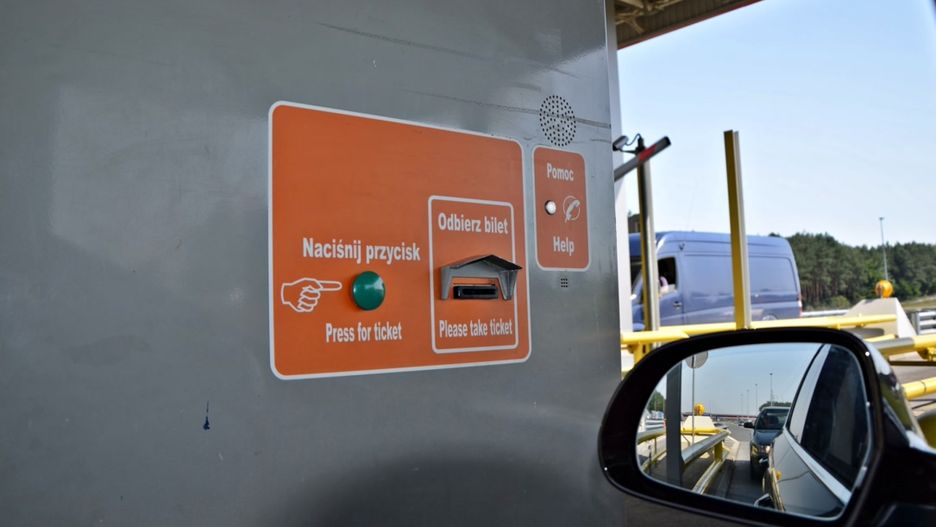 Naciśnij przycisk
Press for ticket
Odbierz bilet
Please take ticket
Pomoc
Help